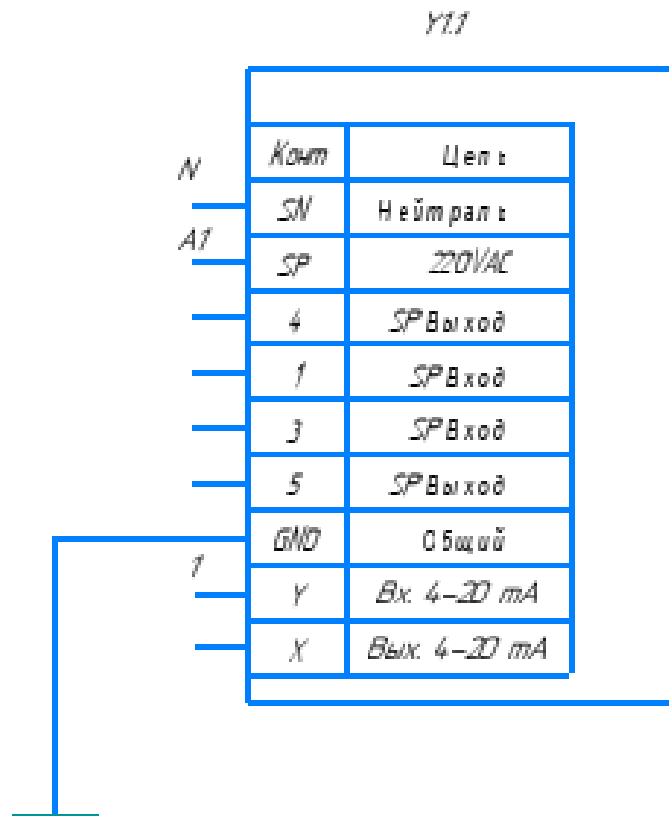 Y1.1
Конт Цепь
N
SN Нейтраль
A1
SP 220VAC
4 SP Выход
1 SP Вход
3 SP Вход
5 SP Выход
GND Общий
1
Y Вх. 4-20 mA
X Вых. 4-20 mA